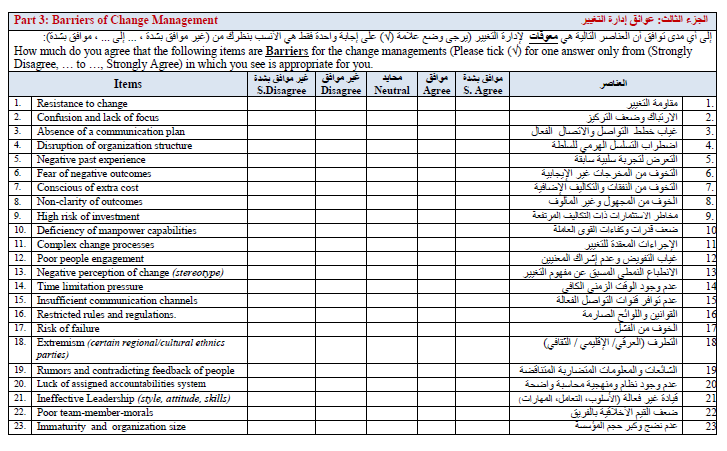 Part 3: Barriers of Change Management الجزء الثالث: عوائق إدارة التغيير
إلى أي مدى توافق أن العناصر التالية هي معوقات لإدارة التغيير (يرجى وضع علامة (√) على إجابة واحدة فقط هي الأنسب بنظرك من (غير موافق بشدة ، ... إلى ... ، موافق بشدة):
How much do you agree that the following items are Barriers for the change managements (Please tick (√) for one answer only from (Strongly
Disagree, … to …, Strongly Agree) in which you see is appropriate for you.
Items غير موافق بشدة S.Disagree غير موافق Disagree محايد Neutral موافق Agree موافق بشدة S. Agree العناصر
1. Resistance to change مقاومة التغيير 1.
2. Confusion and lack of focus الارتباك وضعف التركيز 2.
3. Absence of a communication plan غياب خطط التواصل والاتصال الفعال 3.
4. Disruption of organization structure اضطراب التسلسل الهرمي للسلطة 4.
5. Negative past experience التعرض لتجربة سلبية سابقة 5.
6. Fear of negative outcomes التخوف من المخرجات غير الإيجابية 6.
7. Conscious of extra cost التخوف من النفقات والتكاليف الإضافية 7.
8. Non-clarity of outcomes الخوف من المجهول وغير المألوف 8.
9. High risk of investment مخاطر الاستثمارات ذات التكاليف المرتفعة 9.
10. Deficiency of manpower capabilities ضعف قدرات وكفاءات القوى العاملة 10
11. Complex change processes الإجراءات المعقدة للتغيير 11
12. Poor people engagement غياب التفويض وعدم إشراك المعنيين 12
13. Negative perception of change (stereotype) الانطباع النمطي المسبق عن مفهوم التغيير 13
14. Time limitation pressure عدم وجود الوقت الزمني الكافي 14
15. Insufficient communication channels عدم توافر قنوات التواصل الفعالة 15
16. Restricted rules and regulations. القوانين واللوائح الصارمة 16
17. Risk of failure الخوف من الفشل 17
18. Extremism (certain regional/cultural ethnics التطرف (العرقي/ الإقليمي / الثقافي) 18
parties)
19. Rumors and contradicting feedback of people الشائعات والمعلومات المتضاربة المتناقضة 19
20. Luck of assigned accountabilities system عدم وجود نظام ومنهجية محاسبة واضحة 20
21. Ineffective Leadership (style, attitude, skills) قيادة غير فعالة (الأسلوب، التعامل، المهارات) 21
22. Poor team-member-morals ضعف القيم الأخلاقية بالفريق 22
23. Immaturity and organization size عدم نضج وكبر حجم المؤسسة 23